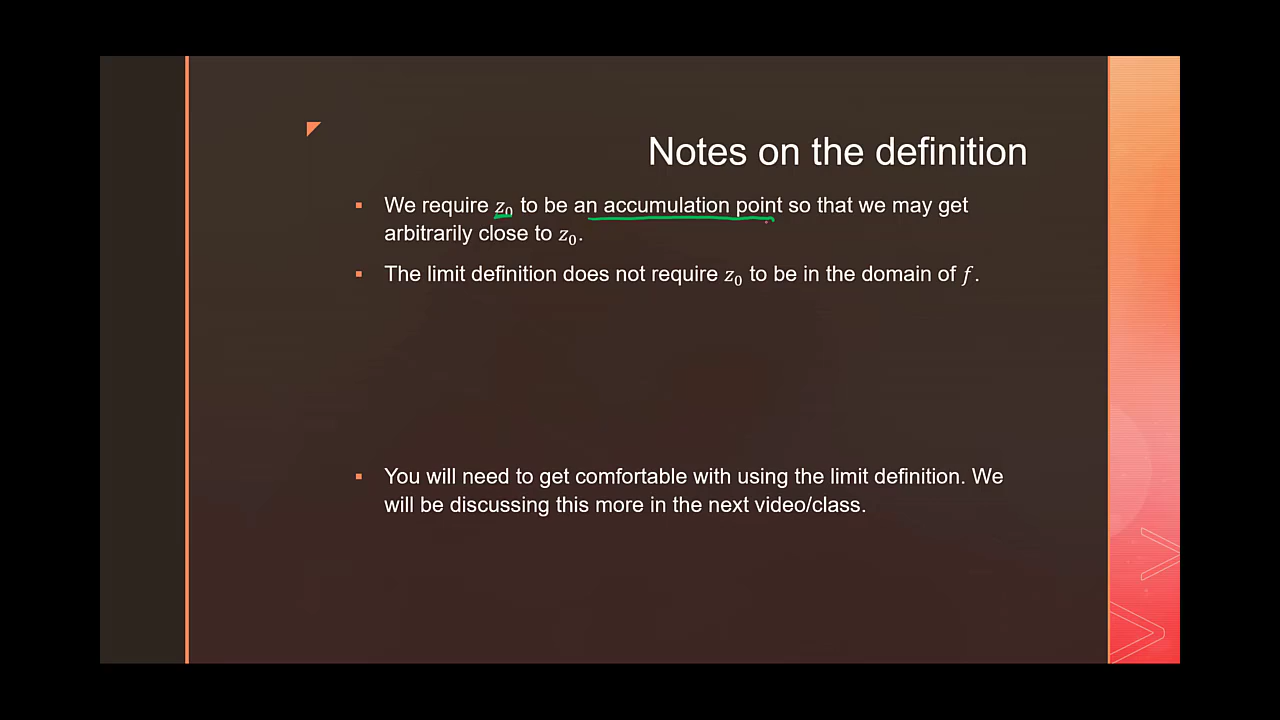 Notes on the definition
▪ We require z₀ to be an accumulation point so that we may get
arbitrarily close to z₀.
▪ The limit definition does not require z₀ to be in the domain of f.
▪ You will need to get comfortable with using the limit definition. We
will be discussing this more in the next video/class.